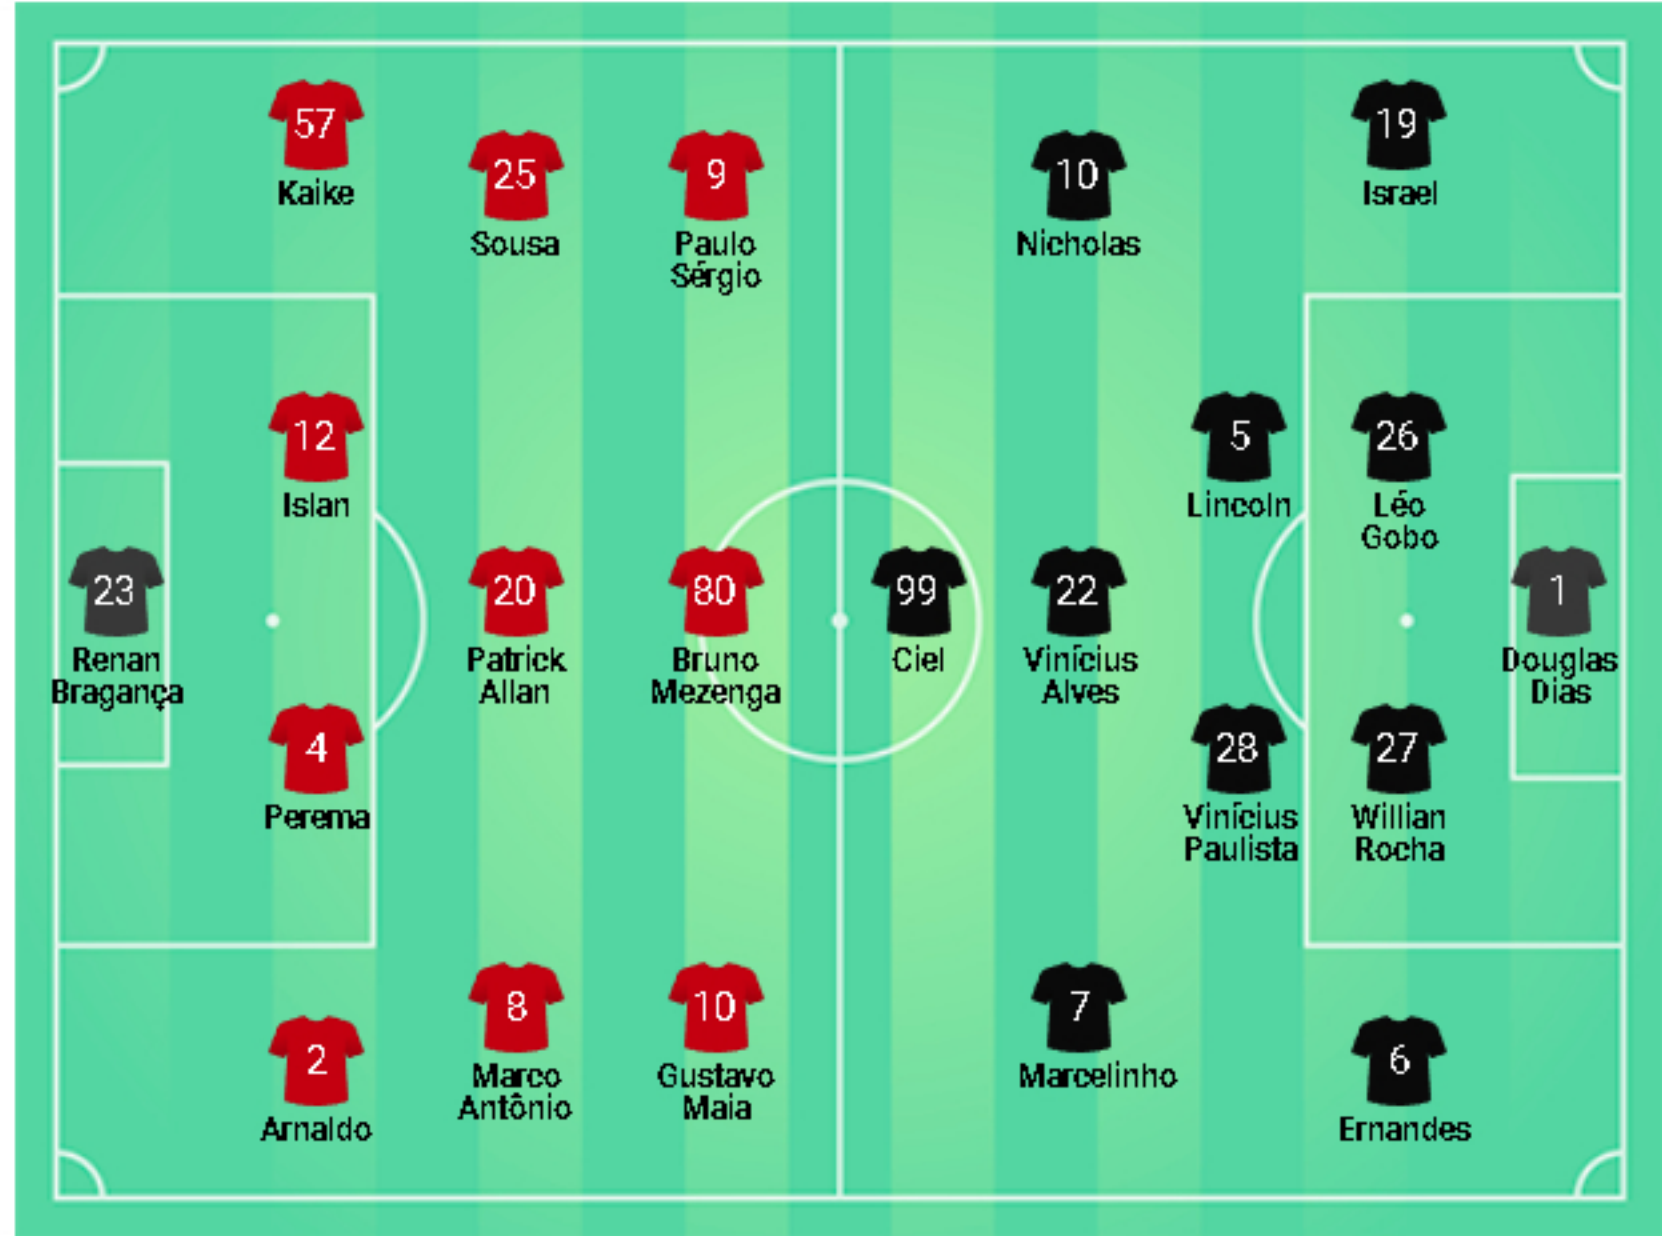 57
Kaike
25
Sousa
9
Paulo
Sérgio
10
Nicholas
19
Israel
12
Islan
5
Lincoln
26
Léo
Gobo
23
Renan
Bragança
20
Patrick
Allan
80
Bruno
Mezenga
99
Ciel
22
Vinícius
Alves
1
Douglas
Dias
4
Perema
28
Vinícius
Paulista
27
Willian
Rocha
2
Arnaldo
8
Marco
Antônio
10
Gustavo
Maia
7
Marcelinho
6
Ernandes